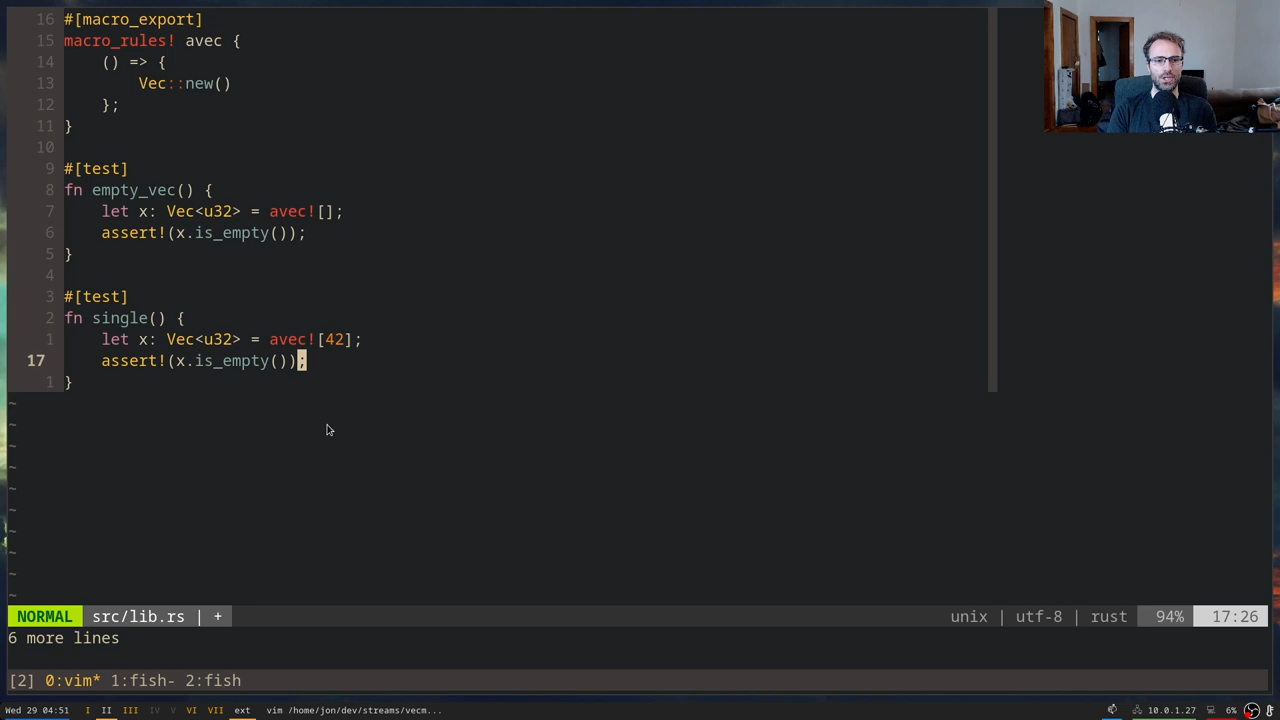 16 #[macro_export]
15 macro_rules! avec {
14     () => {
13         Vec::new()
12     };
11 }
10
9 #[test]
8 fn empty_vec() {
7     let x: Vec<u32> = avec![];
6     assert!(x.is_empty());
5 }
4
3 #[test]
2 fn single() {
1     let x: Vec<u32> = avec![42];
17     assert!(x.is_empty());
1 }
~
~
~
~
~
~
~
~
~
~
NORMAL src/lib.rs | + unix | utf-8 | rust 94% 17:26
6 more lines
[2] 0:vim* 1:fish- 2:fish
Wed 29 04:51 I II III IV V VI VII ext vim /home/jon/dev/streams/vecm... 10.0.1.27 6%